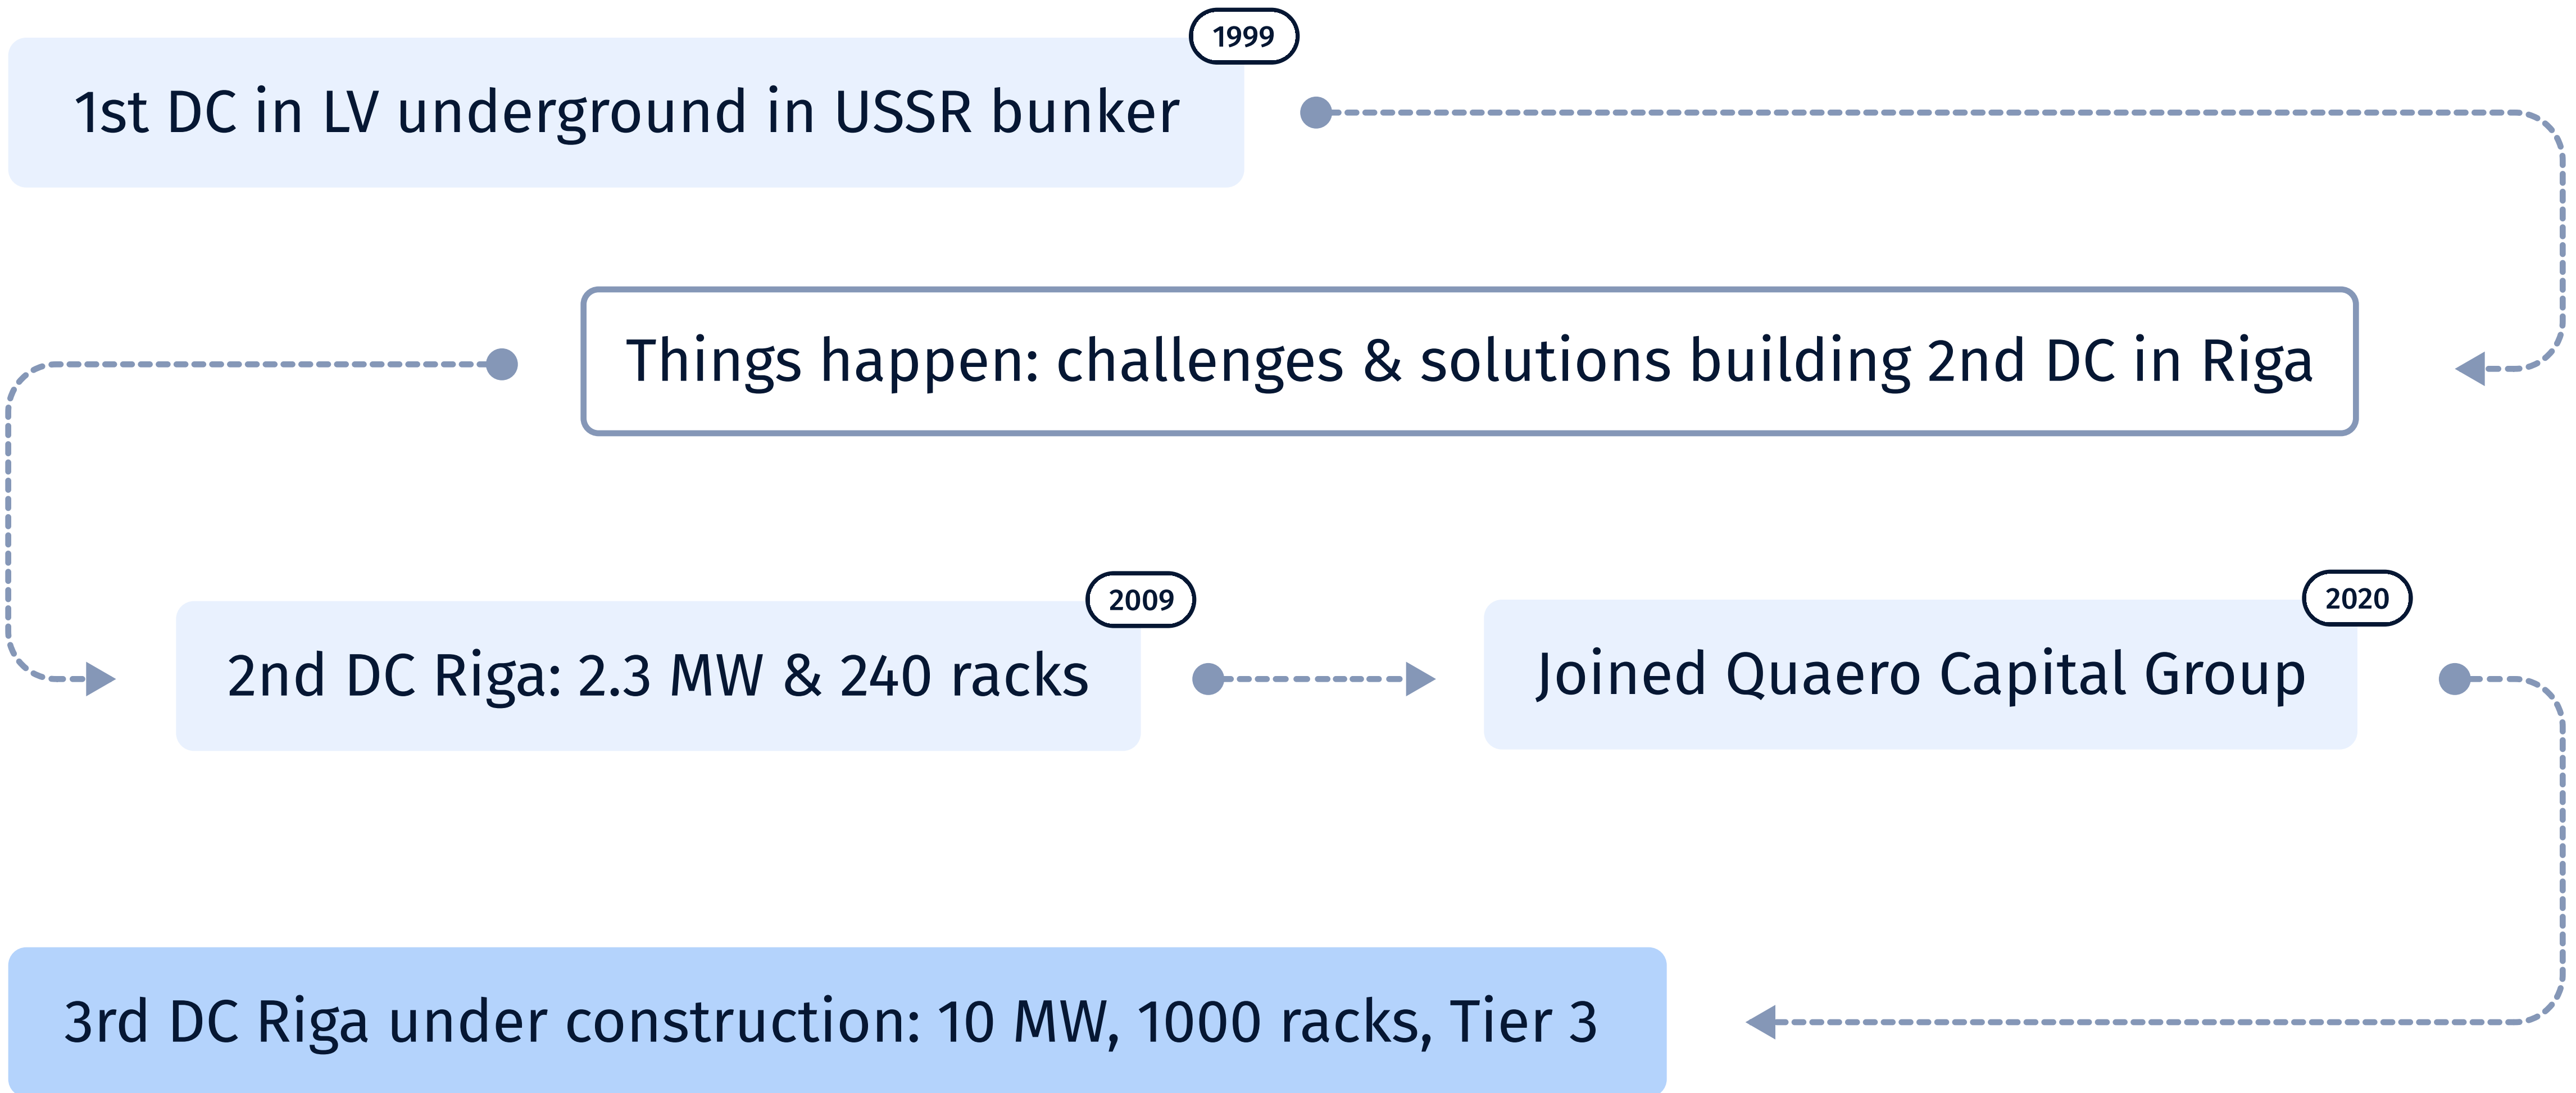 1999
1st DC in LV underground in USSR bunker
Things happen: challenges & solutions building 2nd DC in Riga
2009
2nd DC Riga: 2.3 MW & 240 racks
2020
Joined Quaero Capital Group
3rd DC Riga under construction: 10 MW, 1000 racks, Tier 3